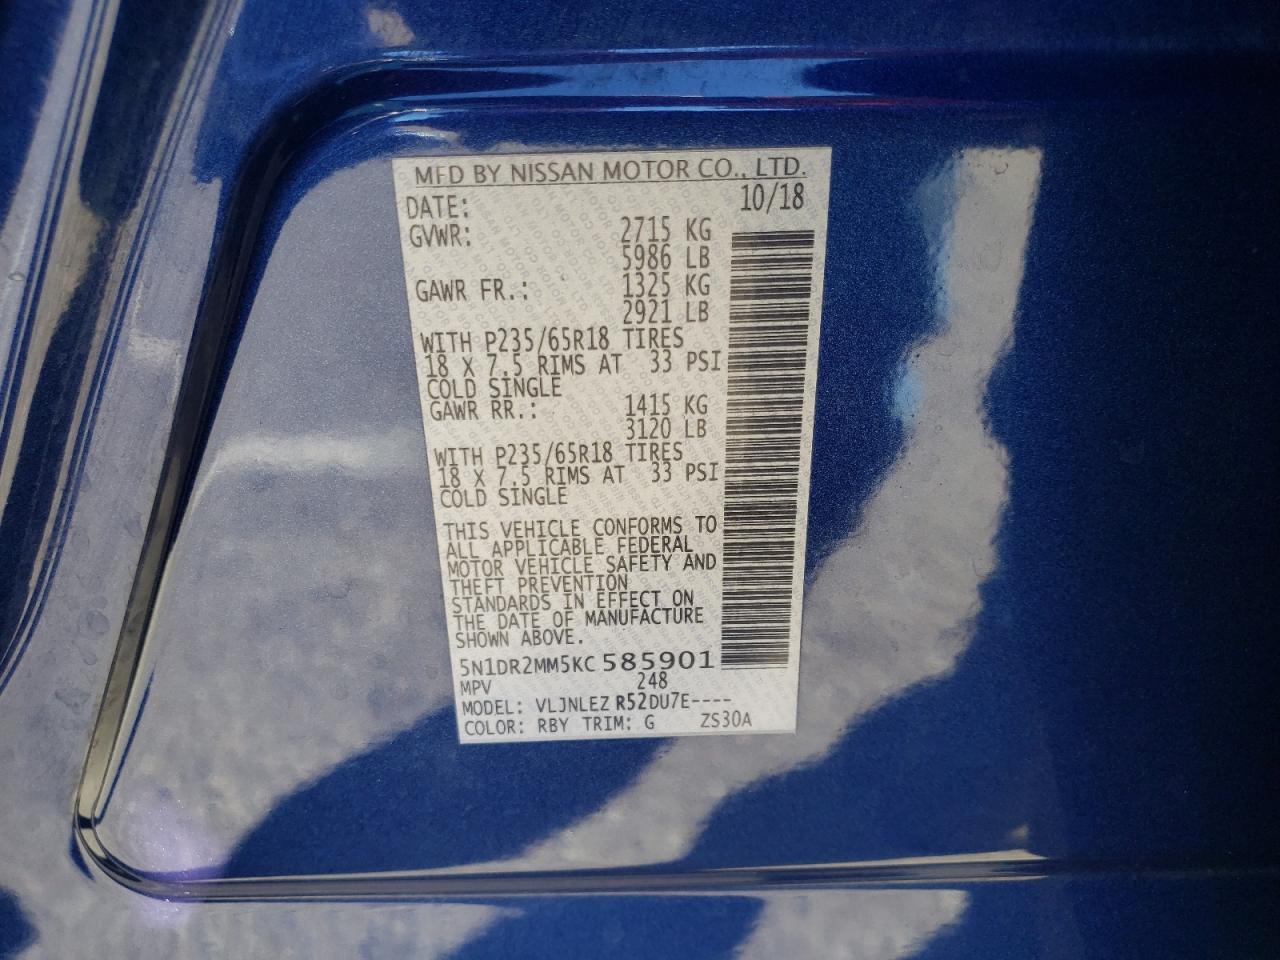 MFD BY NISSAN MOTOR CO., LTD.
DATE: 10/18
GVWR: 2715 KG
5986 LB
GAWR FR.: 1325 KG
2921 LB
WITH P235/65R18 TIRES
18 X 7.5 RIMS AT 33 PSI
COLD SINGLE
GAWR RR.: 1415 KG
3120 LB
WITH P235/65R18 TIRES
18 X 7.5 RIMS AT 33 PSI
COLD SINGLE
THIS VEHICLE CONFORMS TO
ALL APPLICABLE FEDERAL
MOTOR VEHICLE SAFETY AND
THEFT PREVENTION
STANDARDS IN EFFECT ON
THE DATE OF MANUFACTURE
SHOWN ABOVE.
5N1DR2MM5KC585901
MPV 248
MODEL: VLJNLEZ R52DU7E----
COLOR: RBY TRIM: G ZS30A